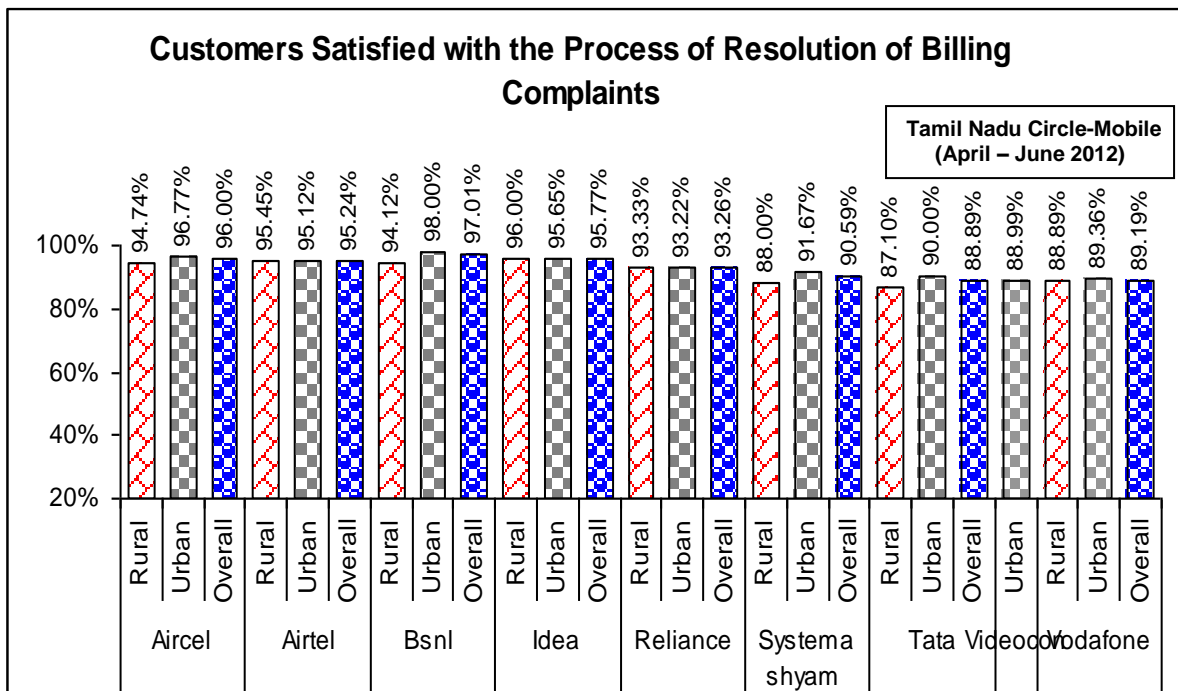 Customers Satisfied with the Process of Resolution of Billing
Complaints
Tamil Nadu Circle-Mobile
(April – June 2012)
94.74% 96.77% 96.00% 95.45% 95.12% 95.24% 94.12% 98.00% 97.01% 96.00% 95.65% 95.77% 93.33% 93.22% 93.26% 88.00% 91.67% 90.59% 87.10% 90.00% 88.89% 88.99% 88.89% 89.36% 89.19%
100%
80%
60%
40%
20%
Rural Urban Overall Rural Urban Overall Rural Urban Overall Rural Urban Overall Rural Urban Overall Rural Urban Overall Rural Urban Overall Urban Rural Urban Overall
Aircel Airtel Bsnl Idea Reliance Systema Tata Videocon Vodafone
shyam